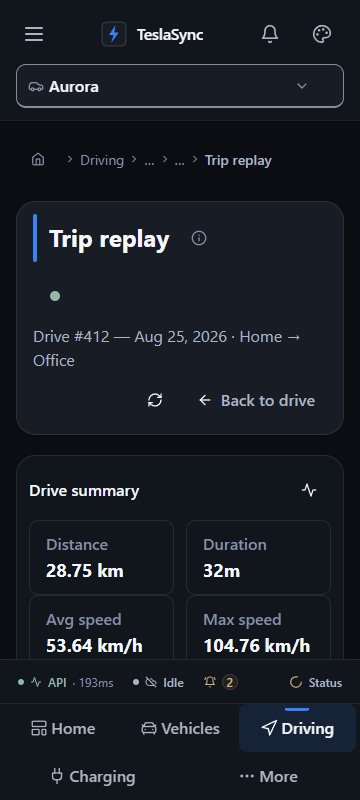 TeslaSync
Aurora
Driving ... ... Trip replay
Trip replay
Drive #412 — Aug 25, 2026 · Home →
Office
Back to drive
Drive summary
Distance Duration
28.75 km 32m
Avg speed Max speed
53.64 km/h 104.76 km/h
API · 193ms Idle 2 Status
Home Vehicles Driving
Charging More